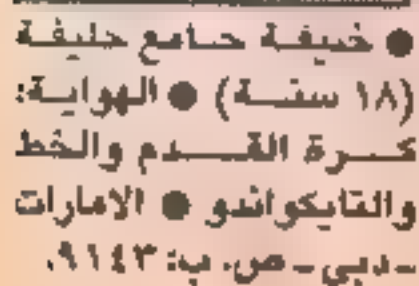 ● خليفة جامع خليفة
(١٨ سنة) ● الهواية:
كرة القدم والخط
والتايكواندو ● الامارات
ـ دبي ـ ص. ب: ٩١٤٣.